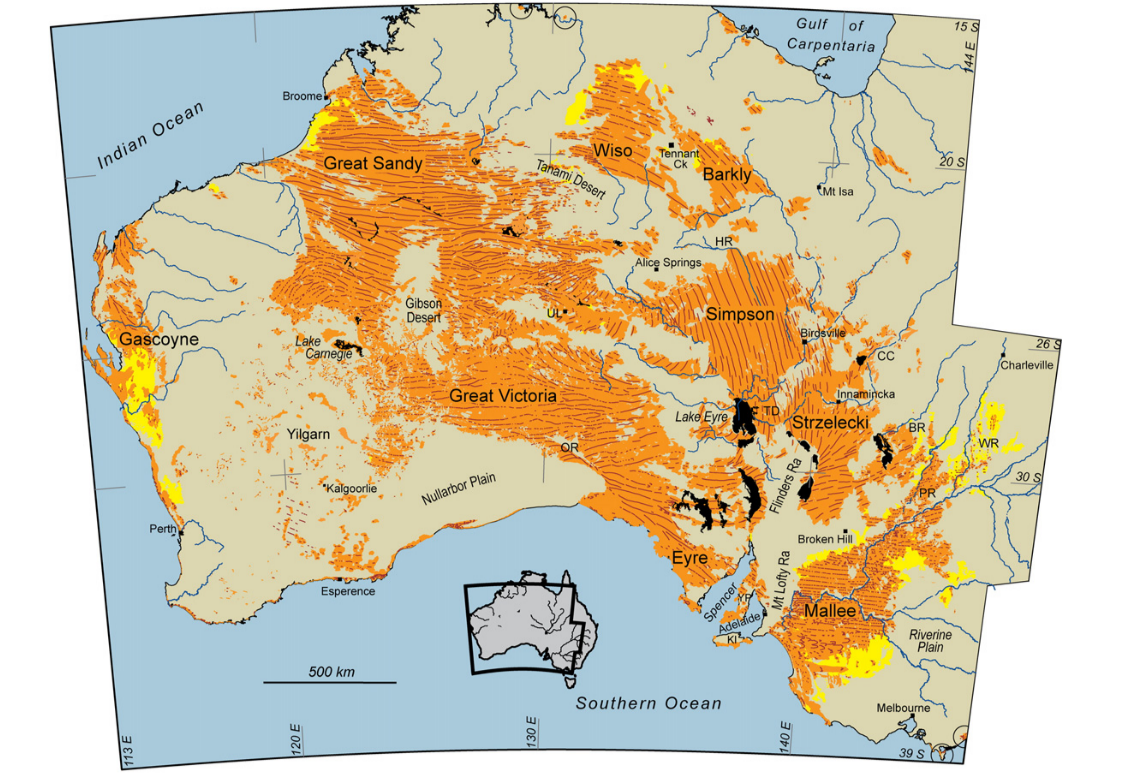 Gulf of
Carpentaria
15 S
144 E
Indian Ocean
Broome
Great Sandy
Wiso
Tennant
Ck
Barkly
20 S
Tanami Desert
Mt Isa
HR
Alice Springs
Gibson
Desert
UL
Simpson
Birdsville
CC
26 S
Charleville
Gascoyne
Lake
Carnegie
Great Victoria
Lake Eyre
TD
Innamincka
Strzelecki
BR
WR
Yilgarn
OR
Kalgoorlie
Nullarbor Plain
Flinders Ra
30 S
PR
Perth
Broken Hill
Eyre
Esperence
Spencer
YP
Mt Lofty Ra
Adelaide
KI
Mallee
Riverine
Plain
500 km
Southern Ocean
Melbourne
113 E
120 E
130 E
140 E
39 S